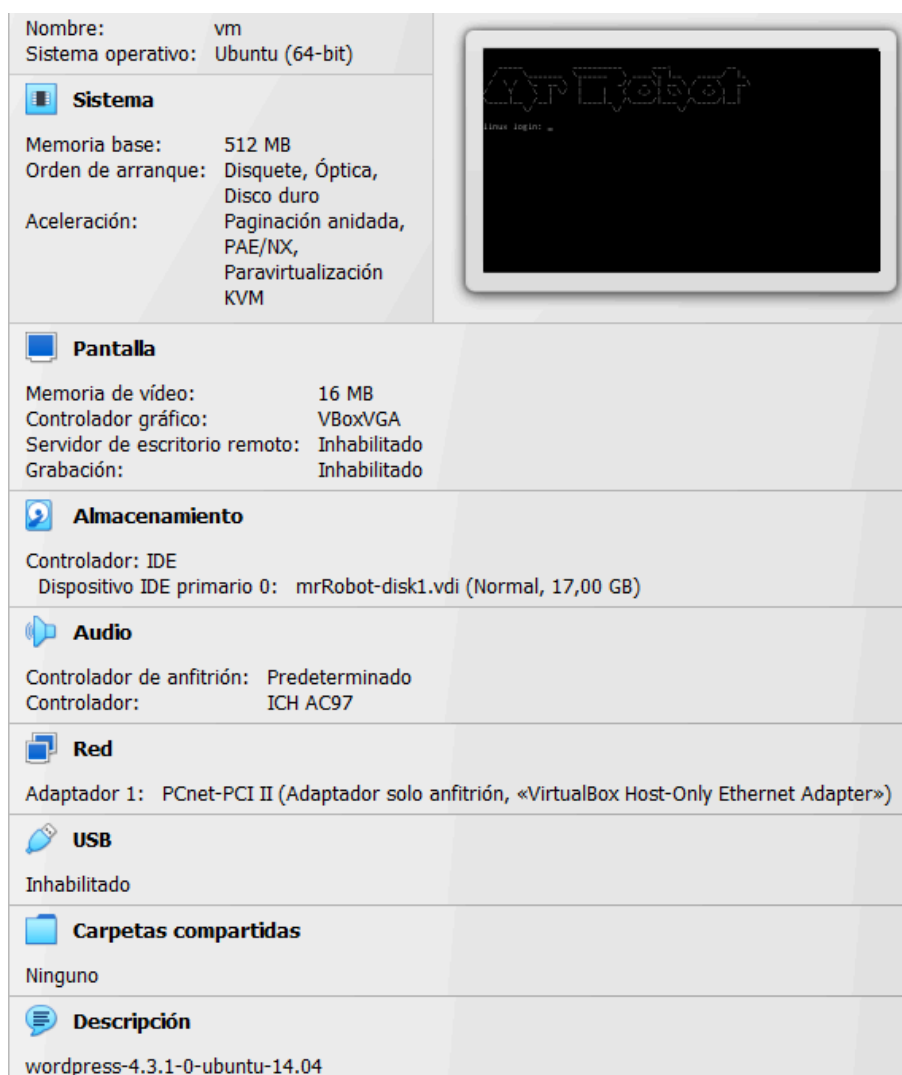 Nombre: vm
Sistema operativo: Ubuntu (64-bit)
Mr Robot
linux login: _
Sistema
Memoria base: 512 MB
Orden de arranque: Disquete, Óptica,
Disco duro
Aceleración: Paginación anidada,
PAE/NX,
Paravirtualización
KVM
Pantalla
Memoria de vídeo: 16 MB
Controlador gráfico: VBoxVGA
Servidor de escritorio remoto: Inhabilitado
Grabación: Inhabilitado
Almacenamiento
Controlador: IDE
Dispositivo IDE primario 0: mrRobot-disk1.vdi (Normal, 17,00 GB)
Audio
Controlador de anfitrión: Predeterminado
Controlador: ICH AC97
Red
Adaptador 1: PCnet-PCI II (Adaptador solo anfitrión, «VirtualBox Host-Only Ethernet Adapter»)
USB
Inhabilitado
Carpetas compartidas
Ninguno
Descripción
wordpress-4.3.1-0-ubuntu-14.04